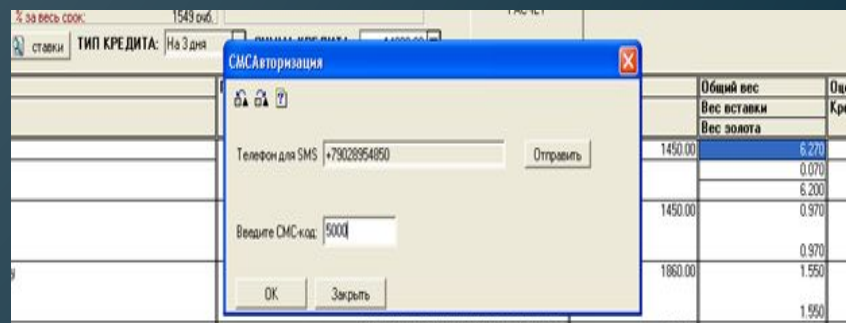 % за весь срок: 1549 руб.
ставки ТИП КРЕДИТА: На 3 дня
СМСАвторизация
Общий вес
Вес вставки
Вес золота
Телефон для SMS +79028954850 Отправить
1450.00 6.270
0.070
6.200
1450.00 0.970
Введите СМС-код: 5000
0.970
1860.00 1.550
ОК Закрыть
1.550